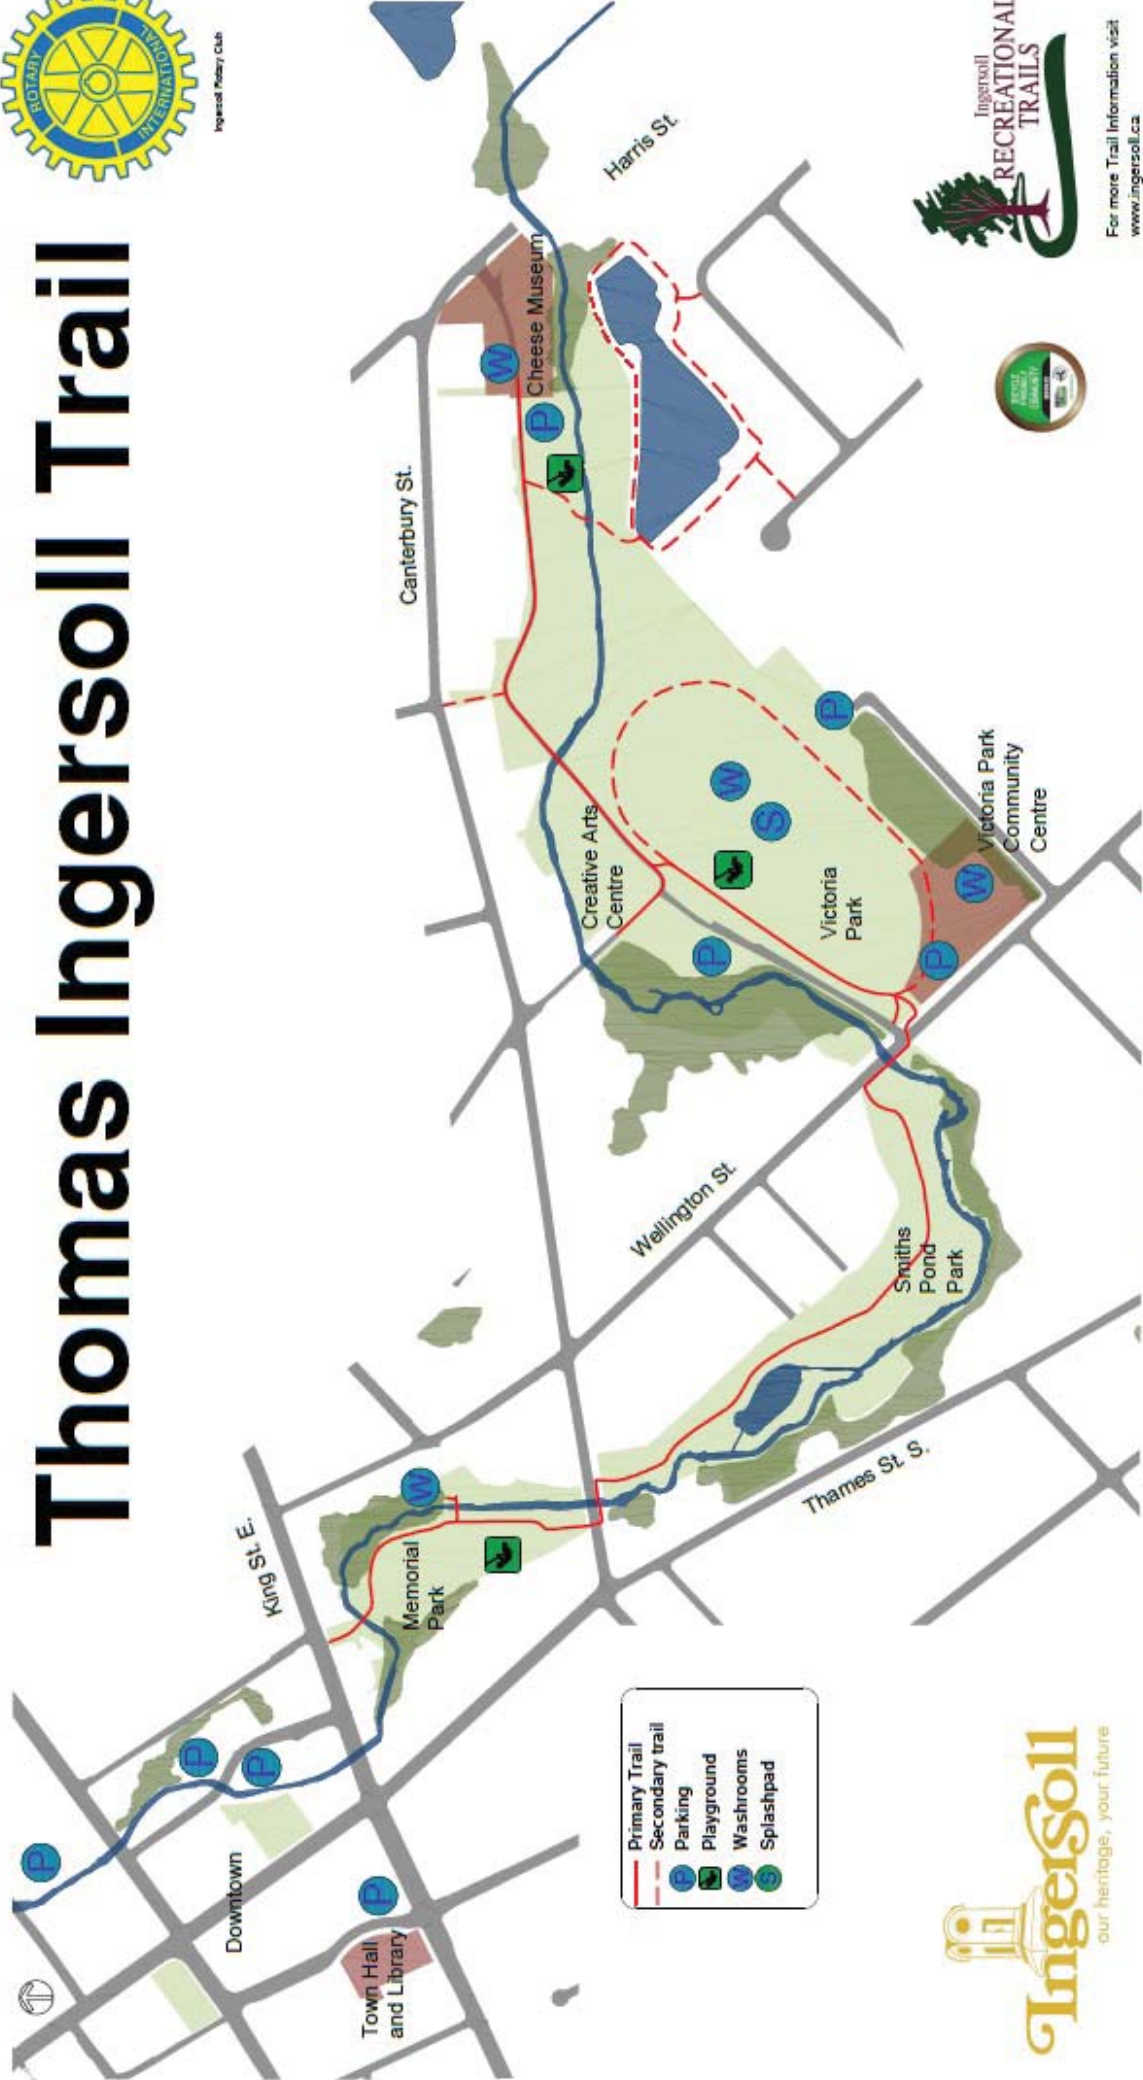 Thomas Ingersoll Trail
ROTARY
INTERNATIONAL
Ingersoll Rotary Club
King St. E.
Canterbury St.
Harris St.
Downtown
Town Hall
and Library
Memorial
Park
Wellington St.
Thames St. S.
Smiths
Pond
Park
Creative Arts
Centre
Victoria
Park
Victoria Park
Community
Centre
Cheese Museum
P
P
P
P
W
P
W
S
P
W
P
P
W
Primary Trail
Secondary trail
P Parking
Playground
W Washrooms
S Splashpad
Ingersoll
our heritage, your future
BICYCLE
FRIENDLY
COMMUNITY
Ingersoll
RECREATIONAL
TRAILS
For more Trail Information visit
www.ingersoll.ca